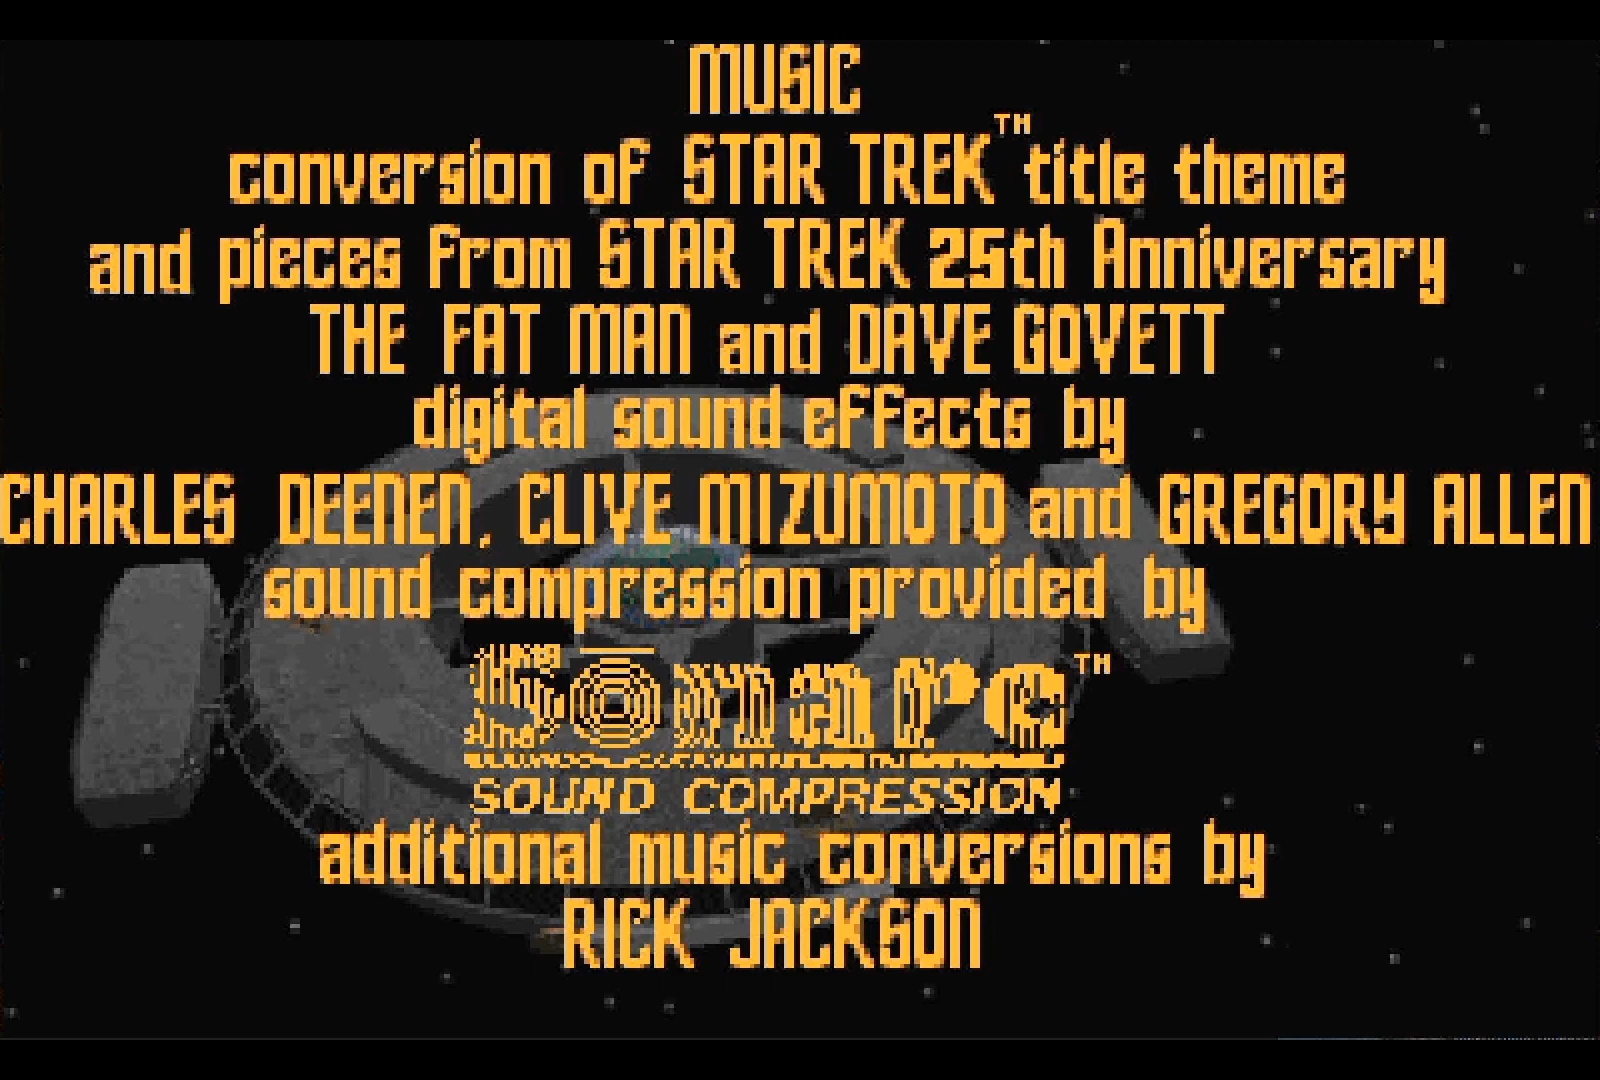 MUSIC
conversion of STAR TREK™ title theme
and pieces from STAR TREK 25th Anniversary
THE FAT MAN and DAVE GOVETT
digital sound effects by
CHARLES DEENEN, CLIVE MIZUMOTO and GREGORY ALLEN
sound compression provided by
Sonarc™
SOUND COMPRESSION
additional music conversions by
RICK JACKSON